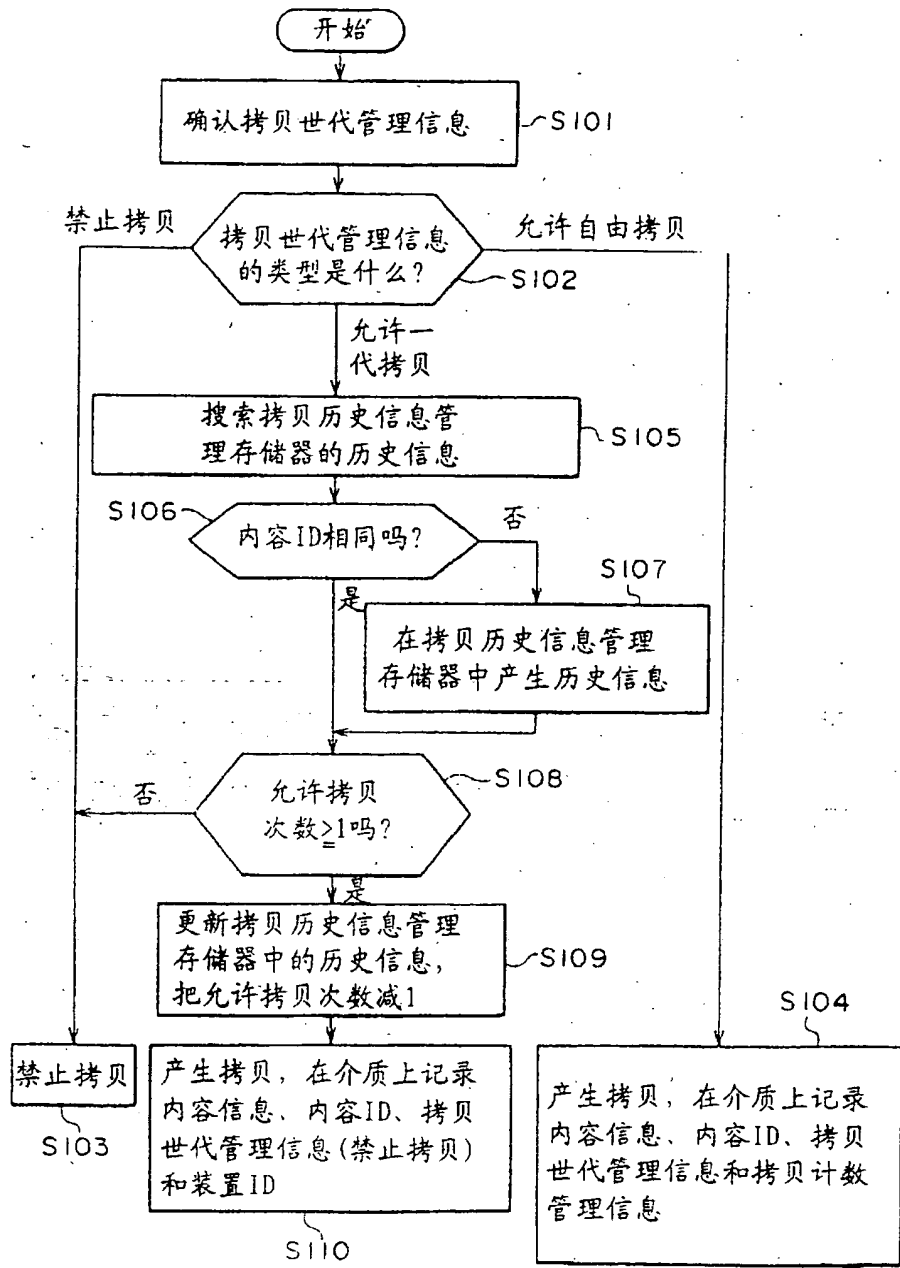 开始
确认拷贝世代管理信息
S101
禁止拷贝
拷贝世代管理信息
的类型是什么?
允许自由拷贝
S102
允许一
代拷贝
搜索拷贝历史信息管
理存储器的历史信息
S105
S106
内容ID相同吗?
否
是
S107
在拷贝历史信息管理
存储器中产生历史信息
S108
允许拷贝
次数≧1吗?
否
是
更新拷贝历史信息管理
存储器中的历史信息,
把允许拷贝次数减1
S109
S104
禁止拷贝
S103
产生拷贝, 在介质上记录
内容信息、内容ID、拷贝
世代管理信息(禁止拷贝)
和装置ID
S110
产生拷贝, 在介质上记录
内容信息、内容ID、拷贝
世代管理信息和拷贝计数
管理信息